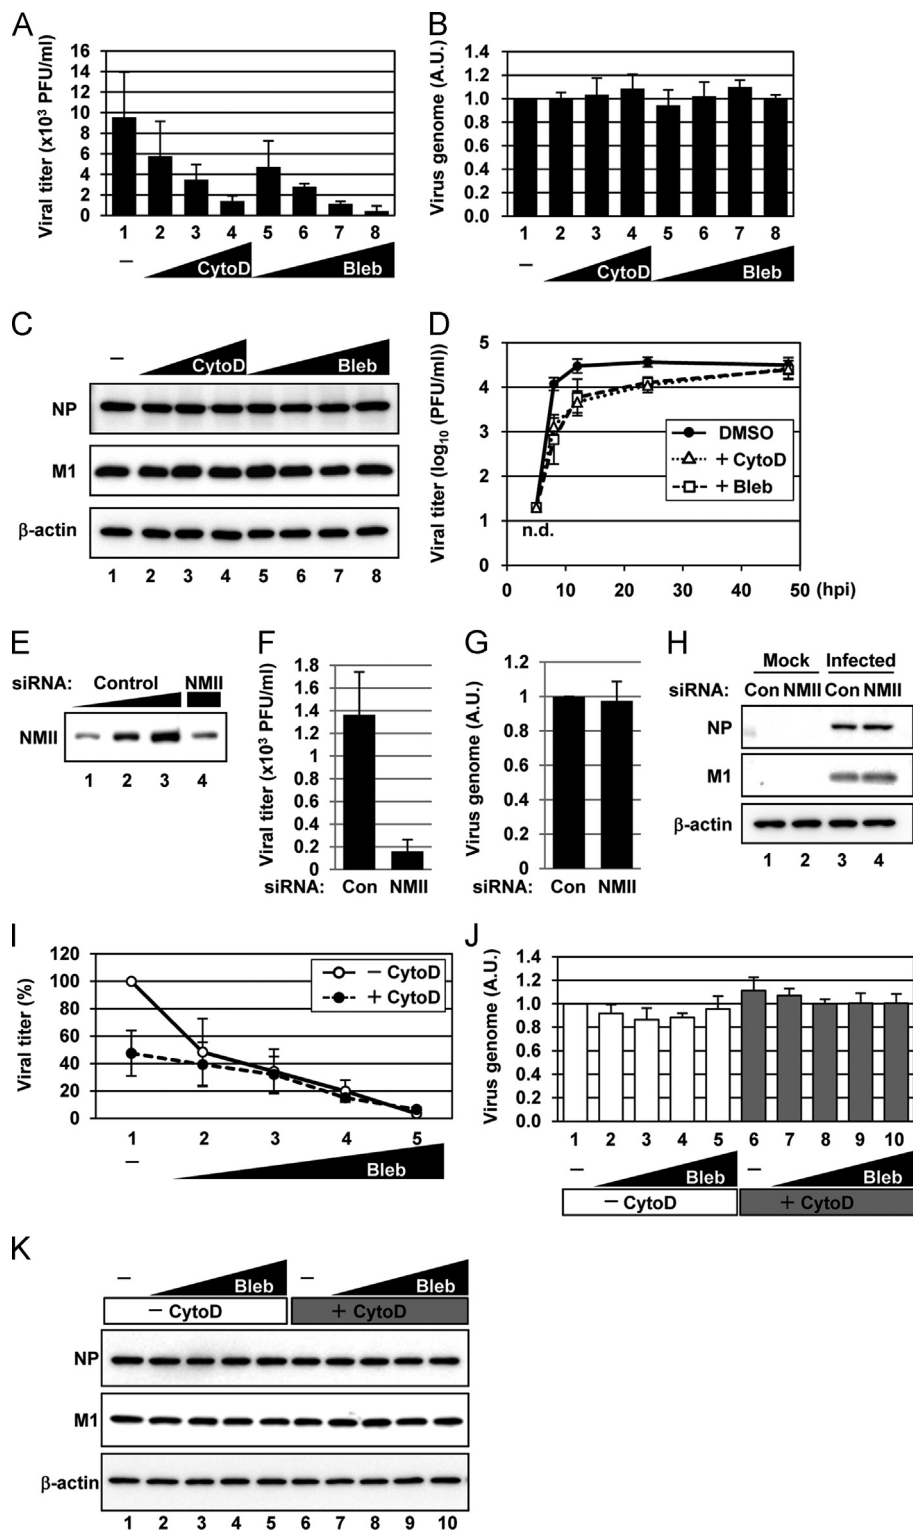 A
Viral titer (x10³ PFU/ml)
16
14
12
10
8
6
4
2
0
1 2 3 4 5 6 7 8
– CytoD Bleb
B
Virus genome (A.U.)
1.4
1.2
1.0
0.8
0.6
0.4
0.2
0.0
1 2 3 4 5 6 7 8
– CytoD Bleb
C
– CytoD Bleb
NP
M1
β-actin
1 2 3 4 5 6 7 8
D
Viral titer (log₁₀ (PFU/ml))
5
4
3
2
1
0
DMSO
+ CytoD
+ Bleb
n.d.
0 10 20 30 40 50 (hpi)
E
siRNA: Control NMII
NMII
1 2 3 4
F
Viral titer (x10³ PFU/ml)
1.8
1.6
1.4
1.2
1
0.8
0.6
0.4
0.2
0
siRNA: Con NMII
G
Virus genome (A.U.)
1.2
1
0.8
0.6
0.4
0.2
0
siRNA: Con NMII
H
Mock Infected
siRNA: Con NMII Con NMII
NP
M1
β-actin
1 2 3 4
I
Viral titer (%)
120
100
80
60
40
20
0
– CytoD
+ CytoD
1 2 3 4 5
– Bleb
J
Virus genome (A.U.)
1.4
1.2
1.0
0.8
0.6
0.4
0.2
0.0
1 2 3 4 5 6 7 8 9 10
– Bleb – Bleb
– CytoD + CytoD
K
– Bleb – Bleb
– CytoD + CytoD
NP
M1
β-actin
1 2 3 4 5 6 7 8 9 10